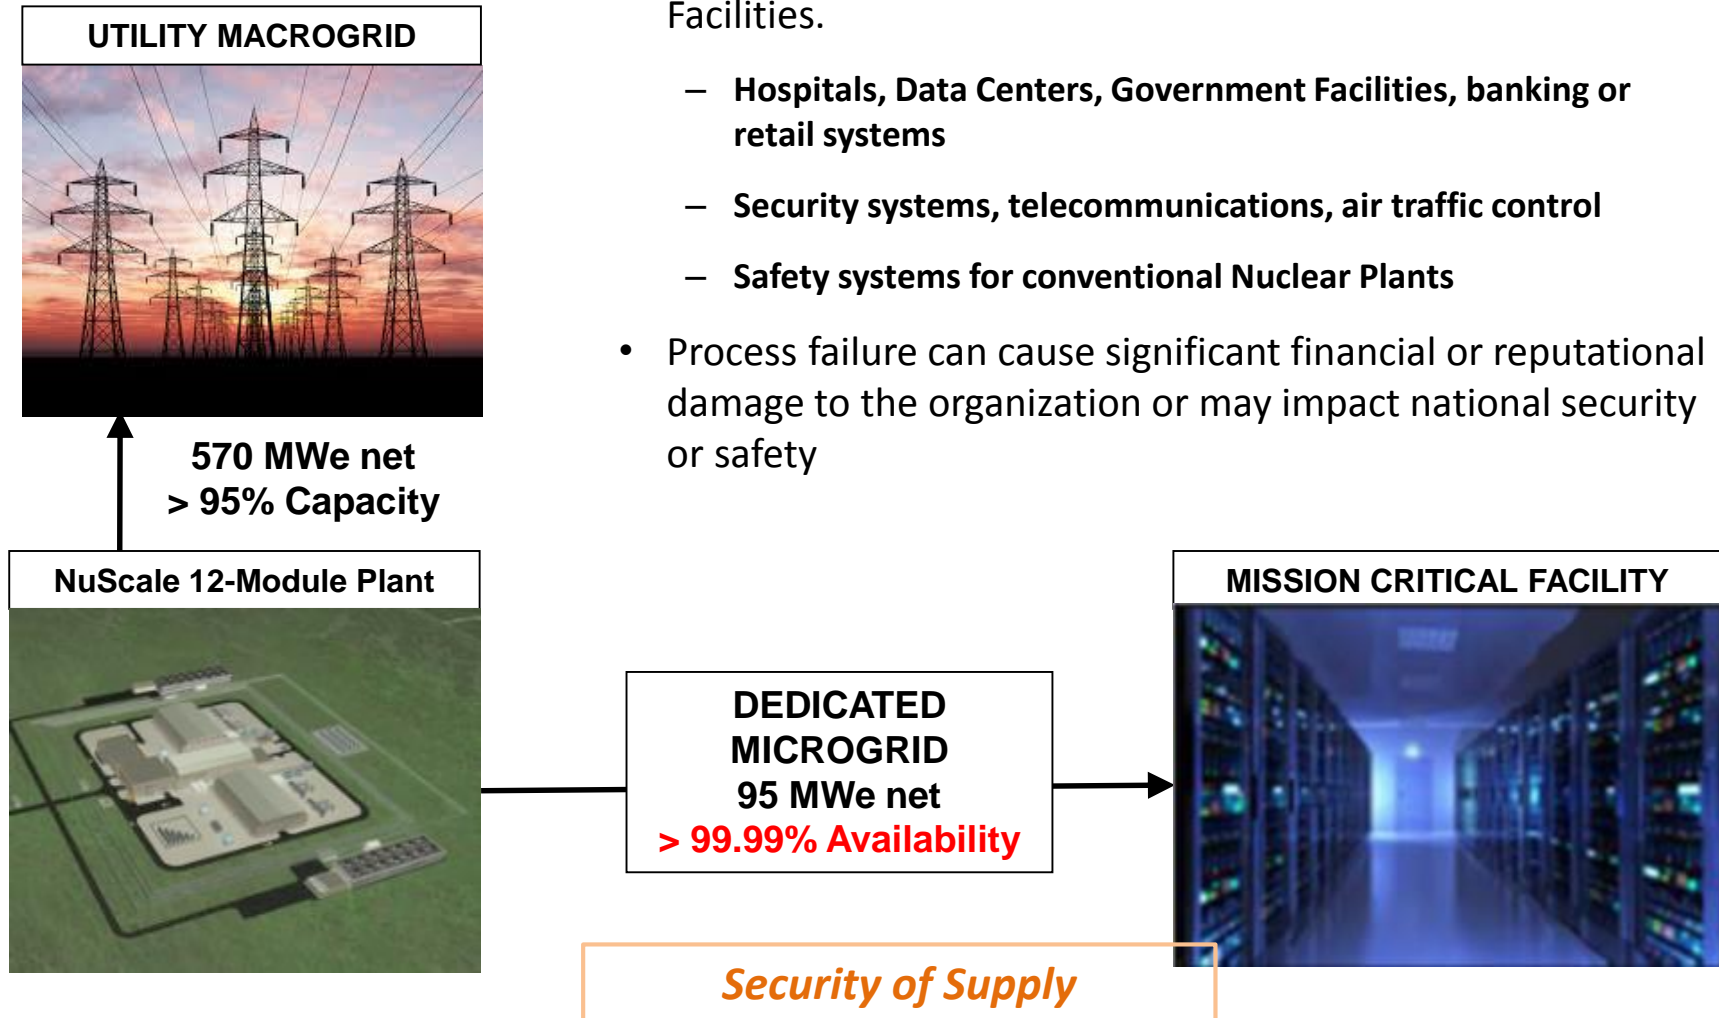 UTILITY MACROGRID
Facilities.
– Hospitals, Data Centers, Government Facilities, banking or
retail systems
– Security systems, telecommunications, air traffic control
– Safety systems for conventional Nuclear Plants
• Process failure can cause significant financial or reputational
damage to the organization or may impact national security
or safety
570 MWe net
> 95% Capacity
NuScale 12-Module Plant
DEDICATED
MICROGRID
95 MWe net
> 99.99% Availability
MISSION CRITICAL FACILITY
Security of Supply